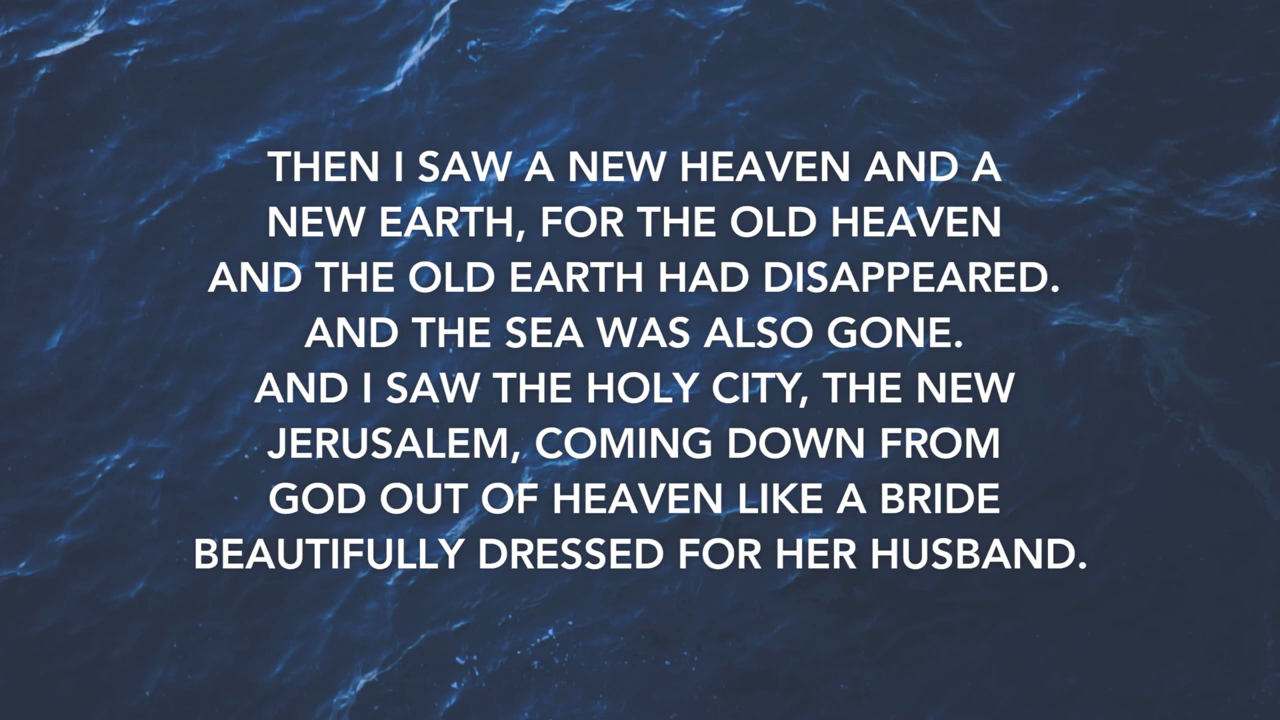 THEN I SAW A NEW HEAVEN AND A
NEW EARTH, FOR THE OLD HEAVEN
AND THE OLD EARTH HAD DISAPPEARED.
AND THE SEA WAS ALSO GONE.
AND I SAW THE HOLY CITY, THE NEW
JERUSALEM, COMING DOWN FROM
GOD OUT OF HEAVEN LIKE A BRIDE
BEAUTIFULLY DRESSED FOR HER HUSBAND.